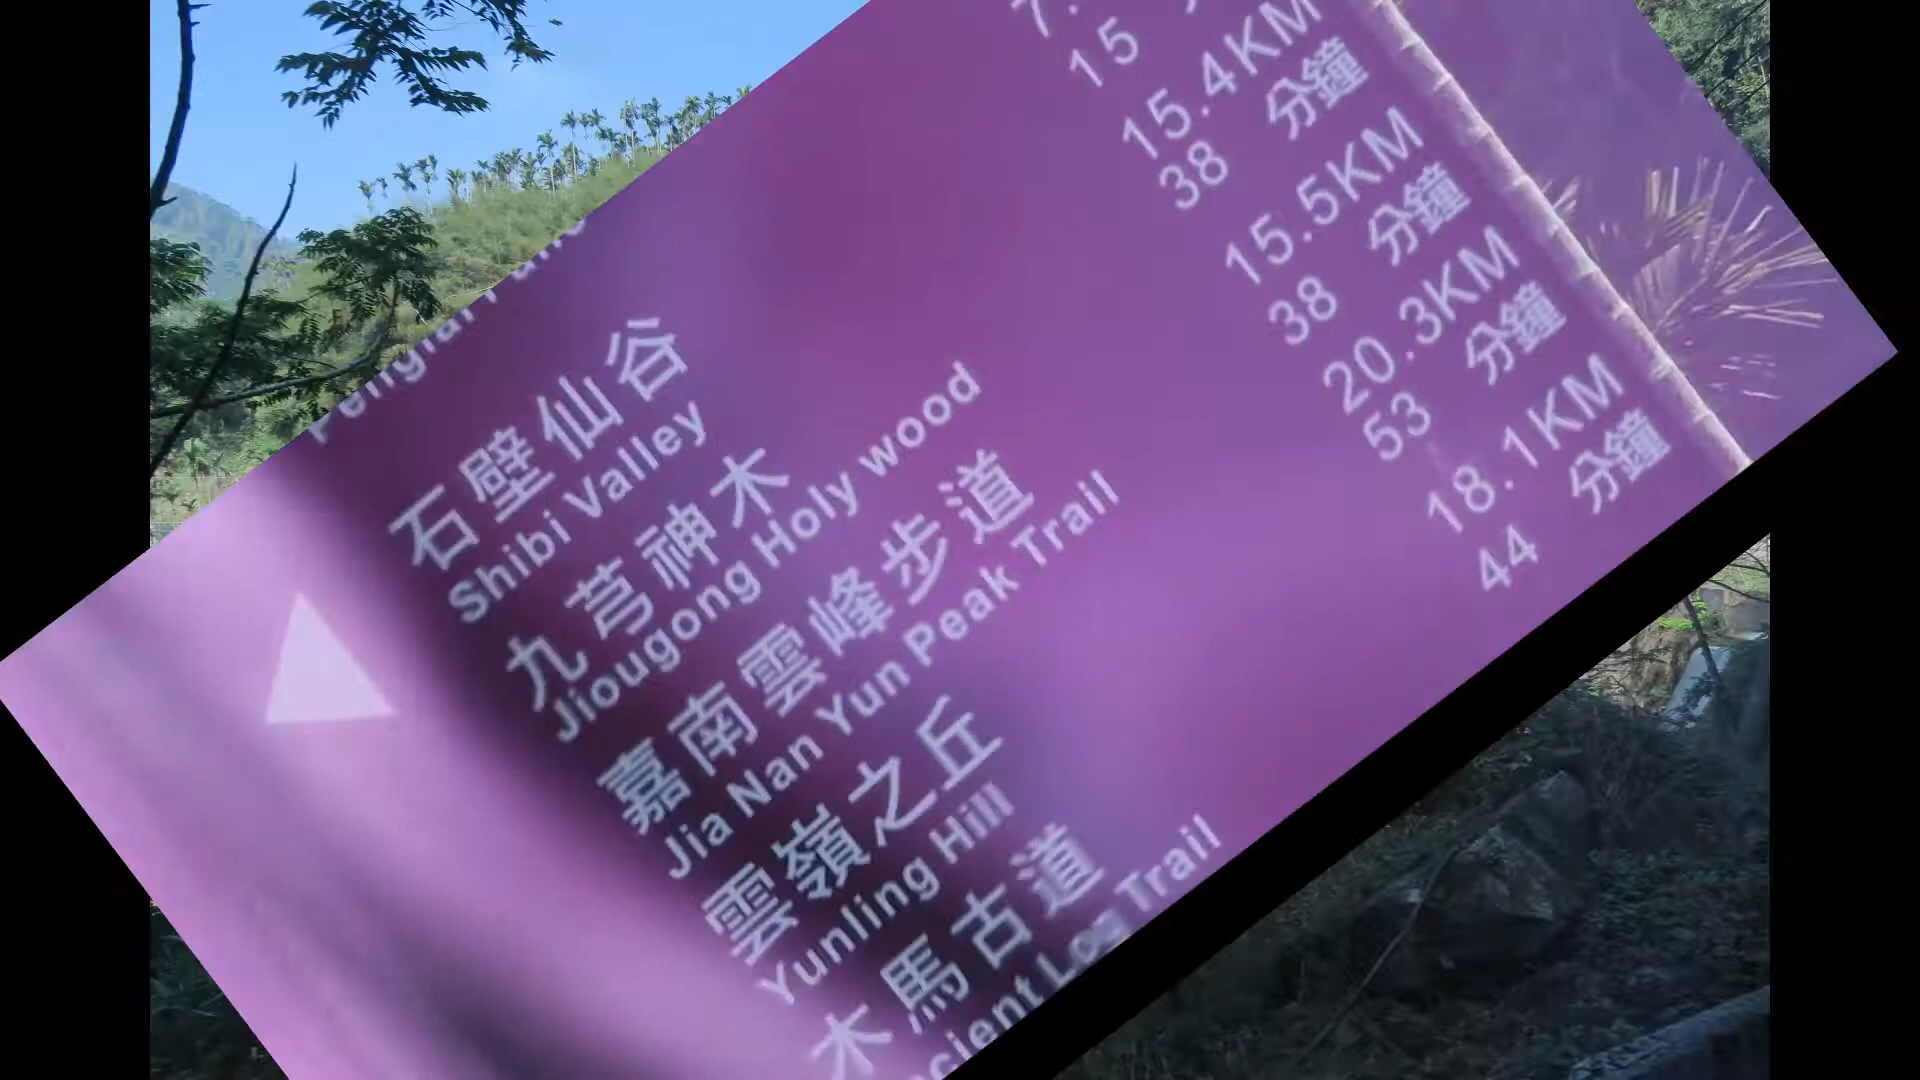 石壁仙谷
Shibi Valley 15
九芎神木 15.4KM
Jiougong Holy wood 38 分鐘
嘉南雲峰步道 15.5KM
Jia Nan Yun Peak Trail 38 分鐘
雲嶺之丘 20.3KM
Yunling Hill 53 分鐘
木馬古道 18.1KM
Log Trail 44 分鐘